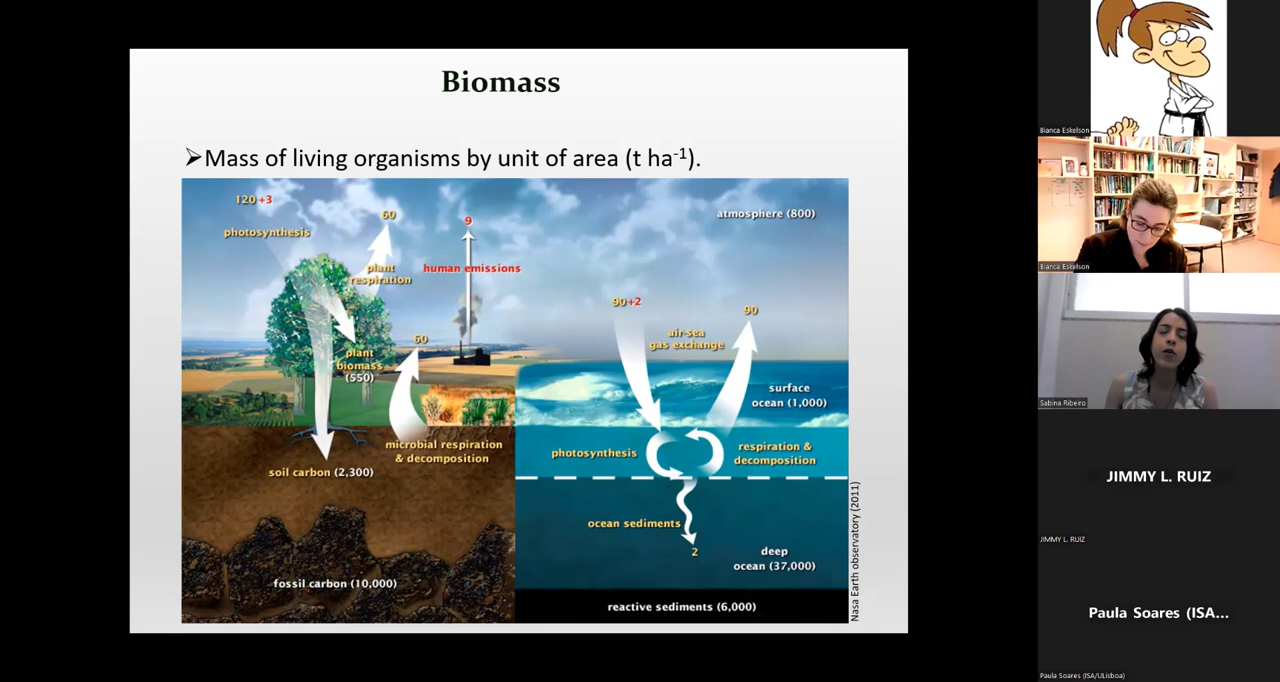 Biomass
➢Mass of living organisms by unit of area (t ha-1).
120 +3
photosynthesis
60
plant
respiration
9
human emissions
atmosphere (800)
plant
biomass
(550)
60
90+2
90
air-sea
gas exchange
surface
ocean (1,000)
microbial respiration
& decomposition
soil carbon (2,300)
photosynthesis
respiration &
decomposition
ocean sediments
2
deep
ocean (37,000)
fossil carbon (10,000)
reactive sediments (6,000)
Nasa Earth observatory (2011)
Bianca Eskelson
Bianca Eskelson
Sabina Ribeiro
JIMMY L. RUIZ
JIMMY L. RUIZ
Paula Soares (ISA...
Paula Soares (ISA/ULisboa)